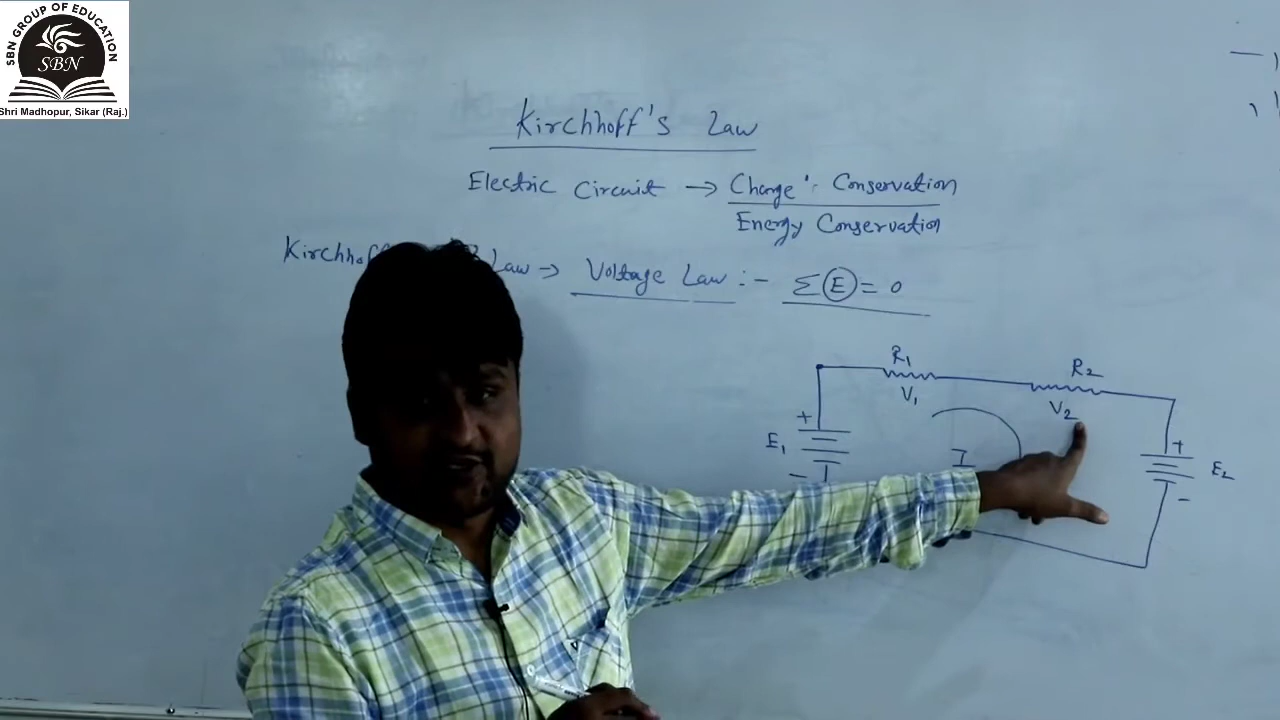 SBN GROUP OF EDUCATION
SBN
Shri Madhopur, Sikar (Raj.)
Kirchhoff's Law
Electric Circuit → Charge Conservation
Energy Conservation
Law → Voltage Law :- Σ E = 0
R1 R2
V1 V2
+ +
E1 I E2
- -